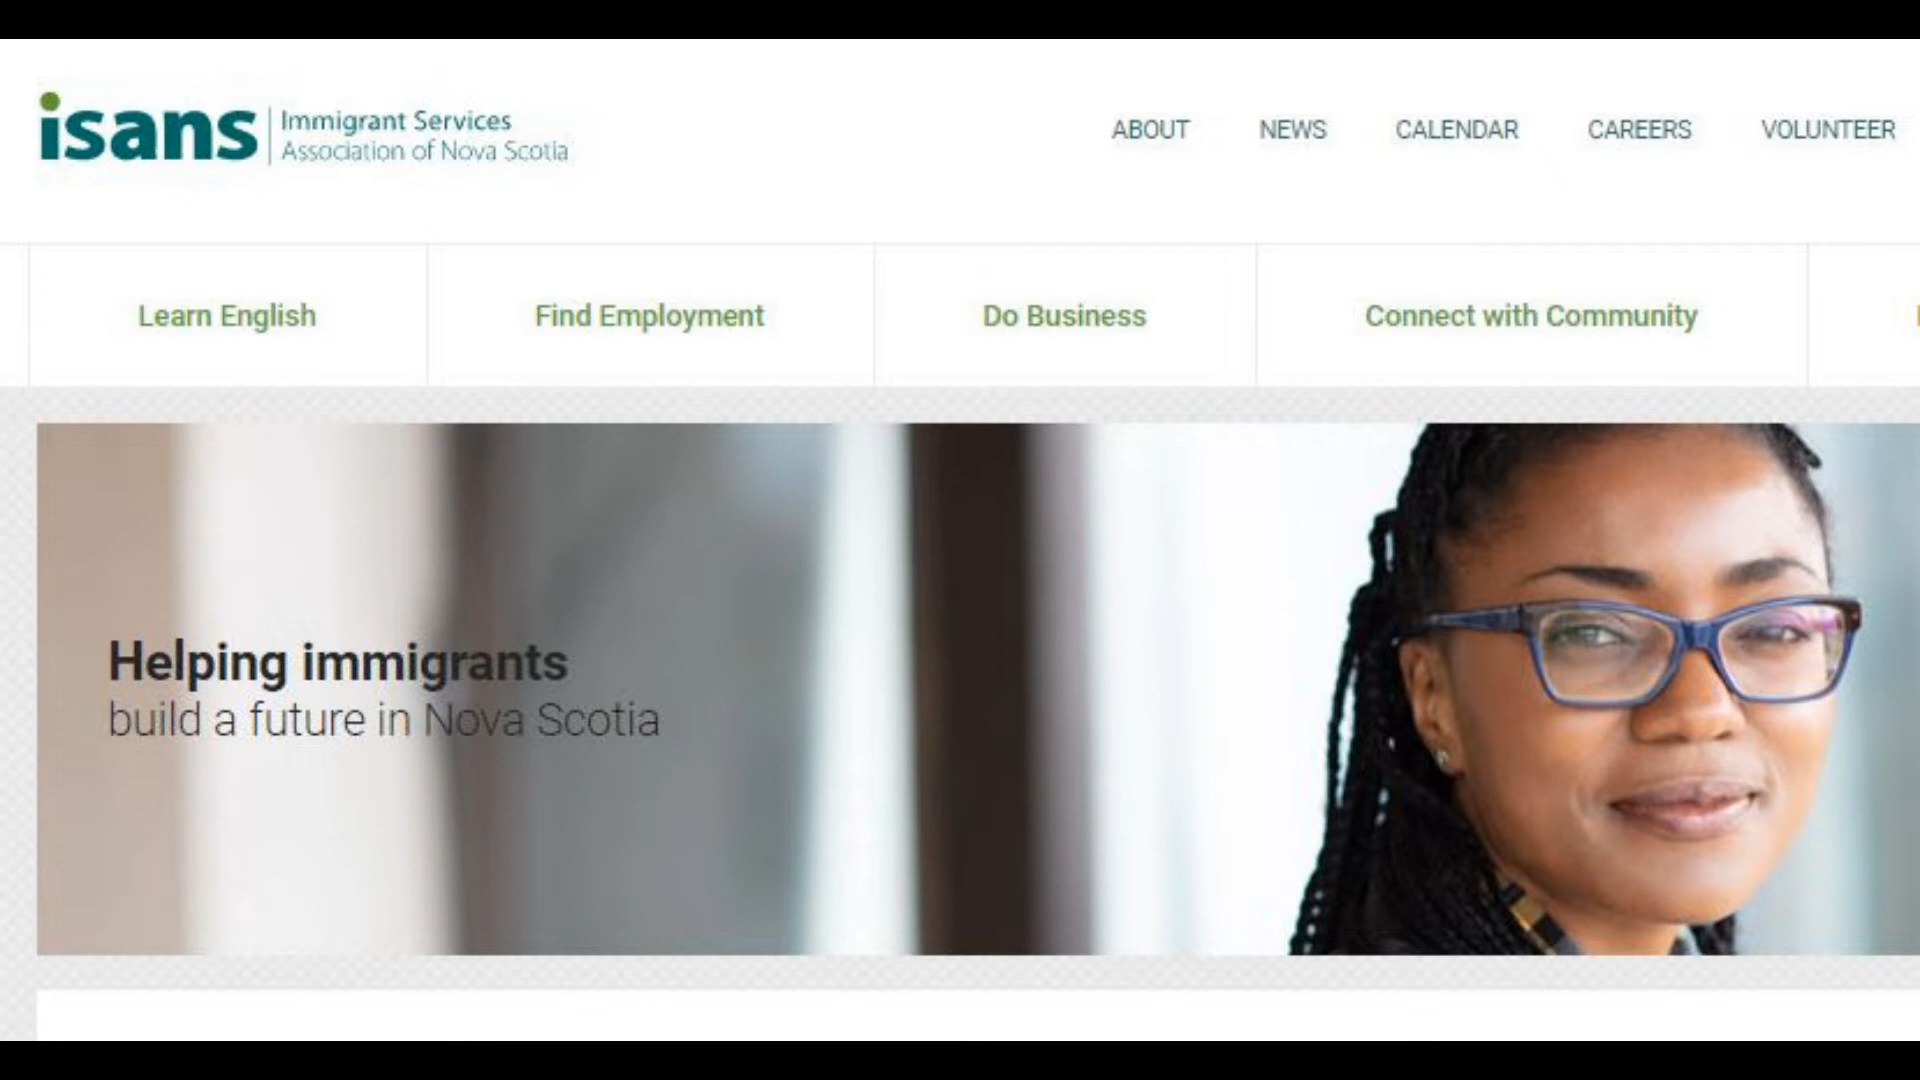 isans
Immigrant Services
Association of Nova Scotia
ABOUT NEWS CALENDAR CAREERS VOLUNTEER
Learn English Find Employment Do Business Connect with Community
Helping immigrants
build a future in Nova Scotia